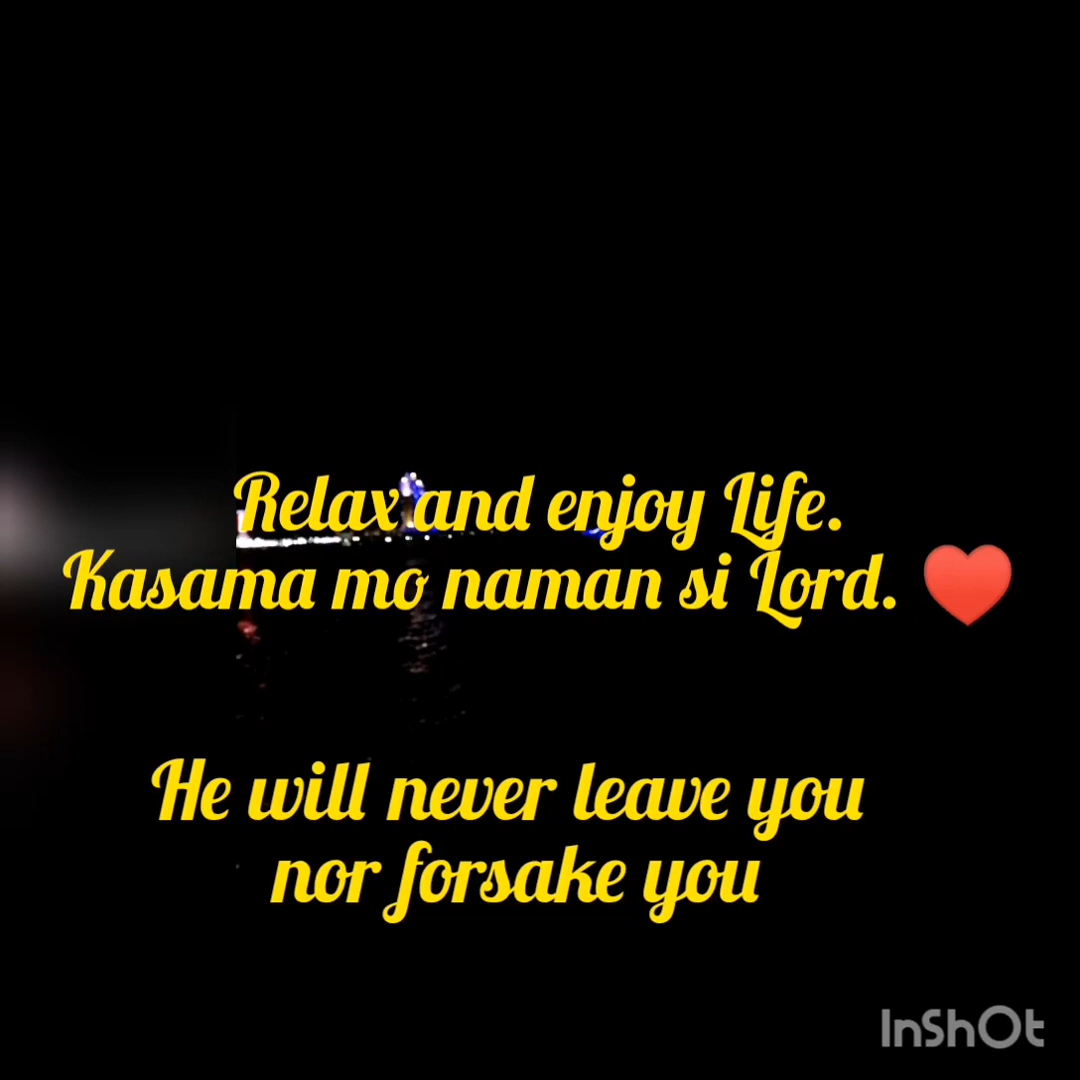 Relax and enjoy Life.
Kasama mo naman si Lord. ♥
He will never leave you
nor forsake you
InShOt